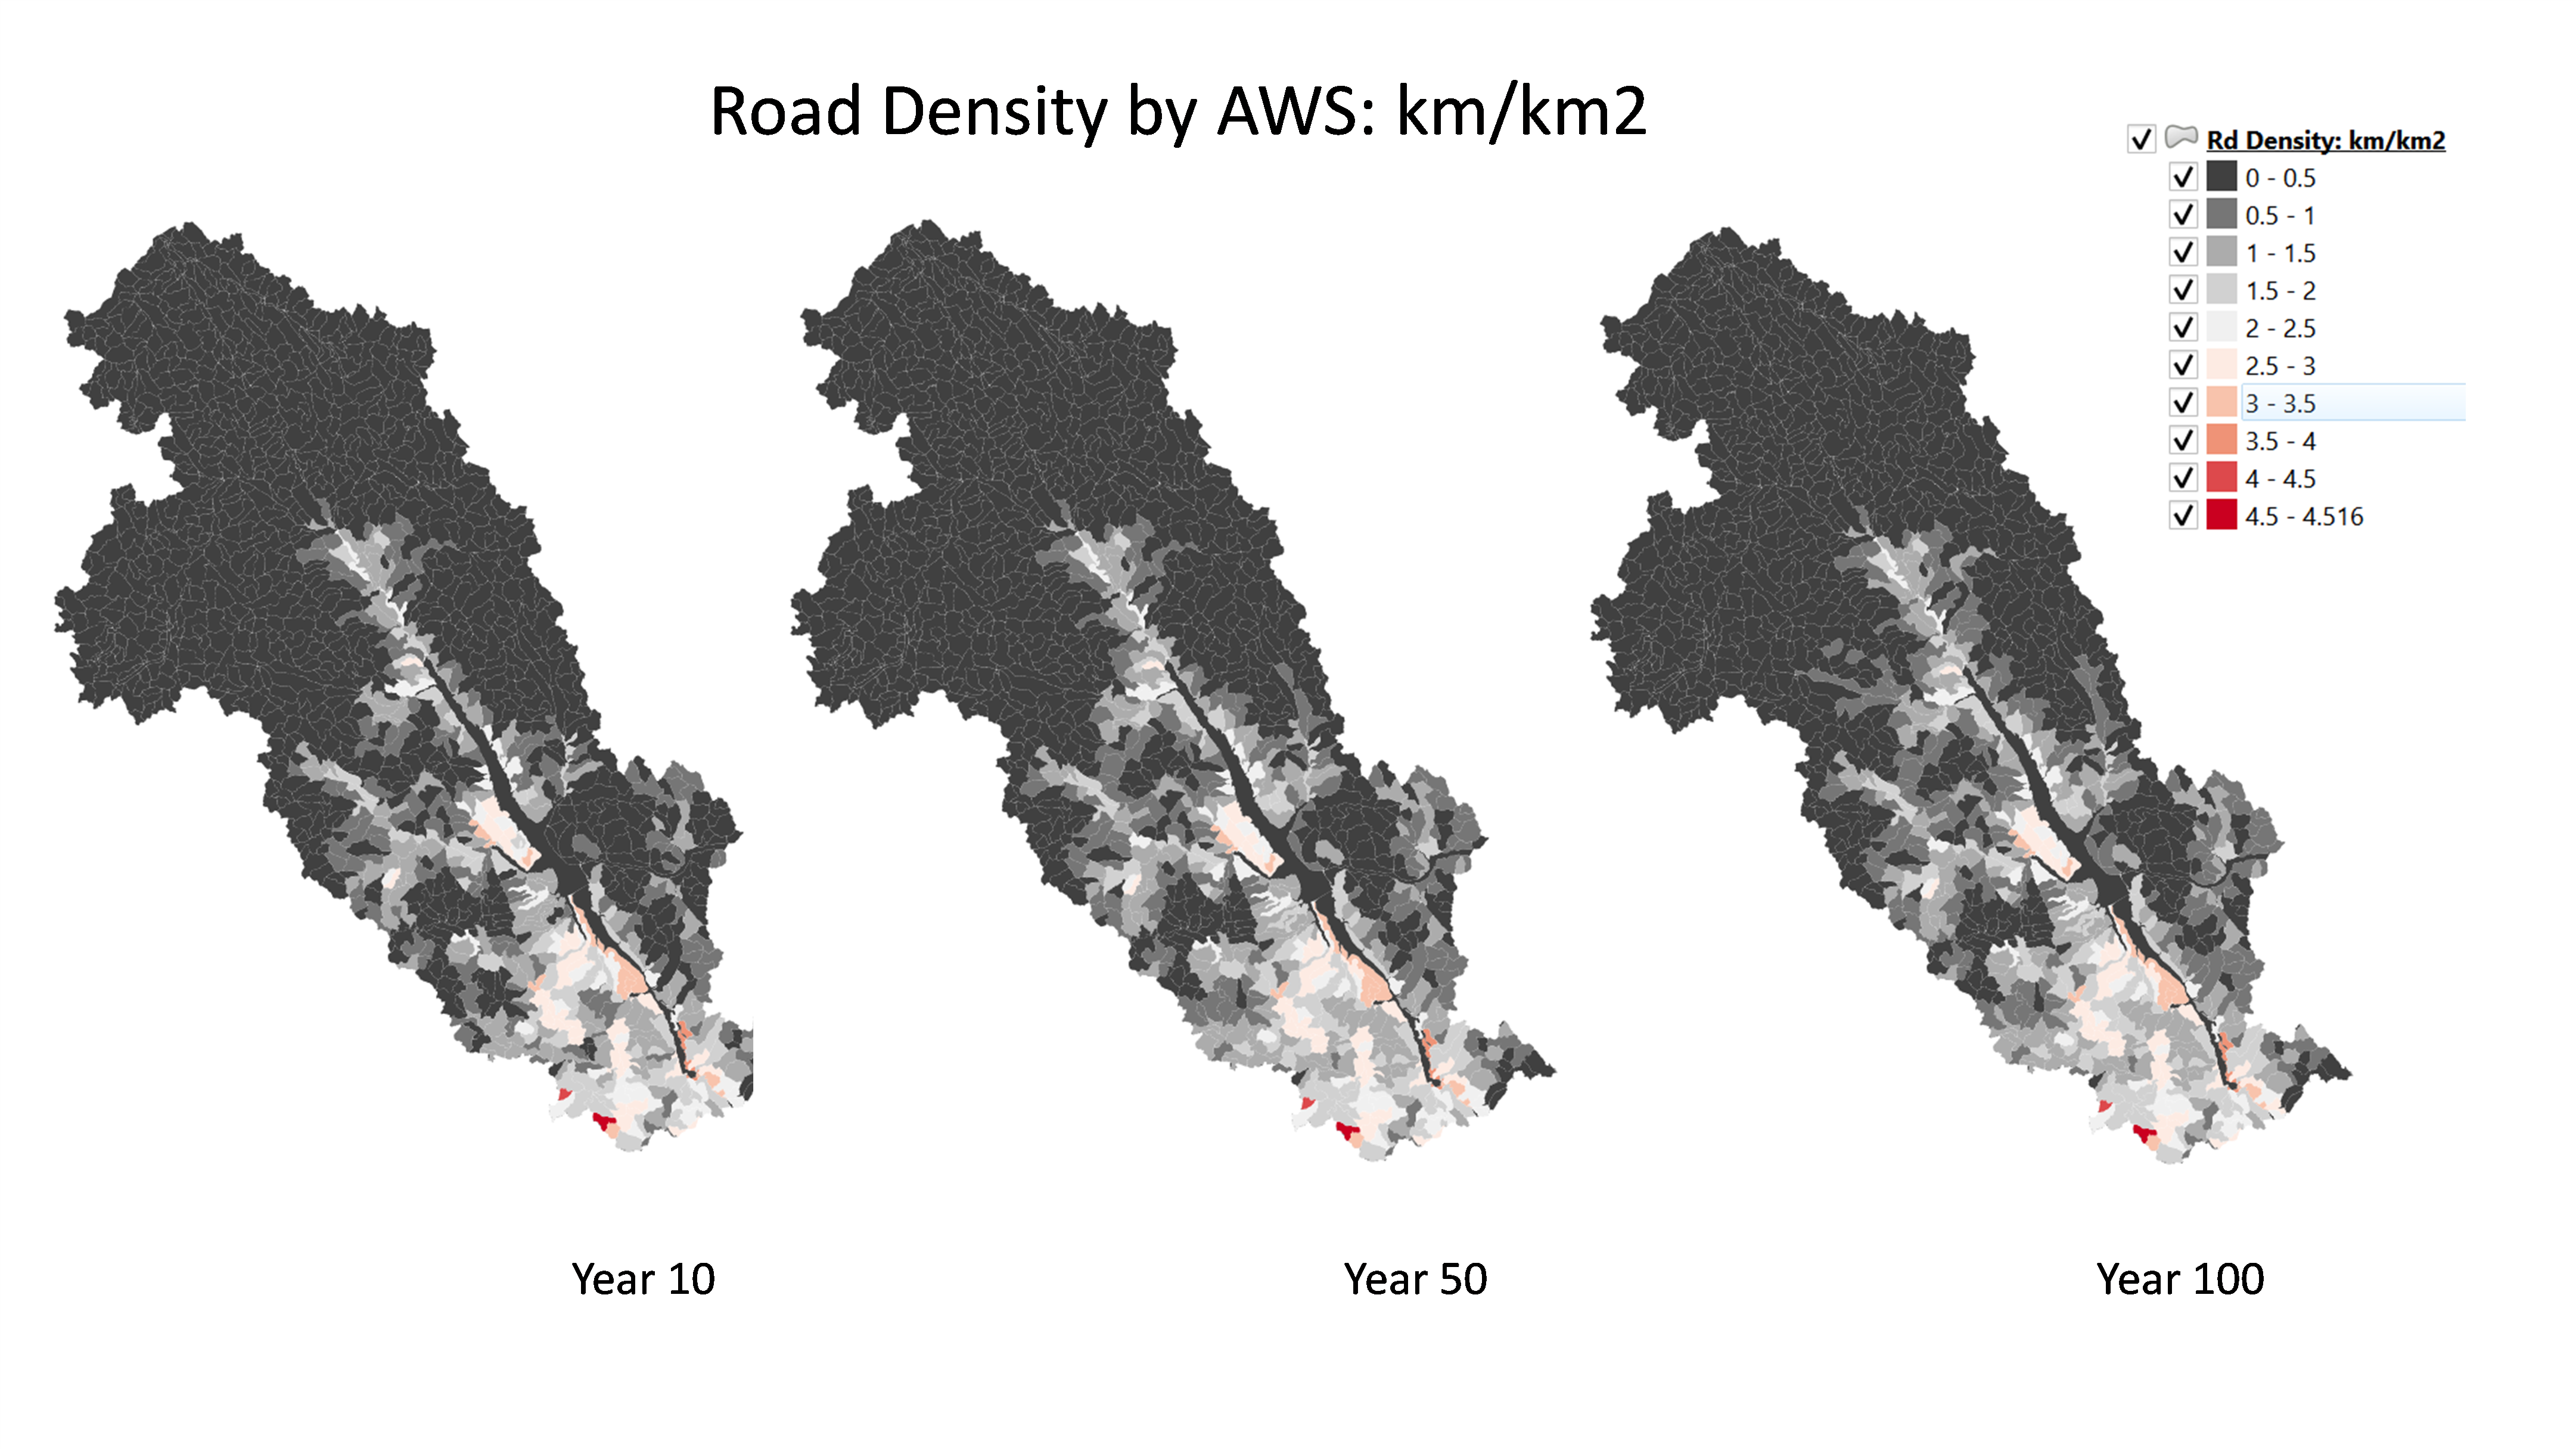 Road Density by AWS: km/km2
Rd Density: km/km2
0 - 0.5
0.5 - 1
1 - 1.5
1.5 - 2
2 - 2.5
2.5 - 3
3 - 3.5
3.5 - 4
4 - 4.5
4.5 - 4.516
Year 10
Year 50
Year 100